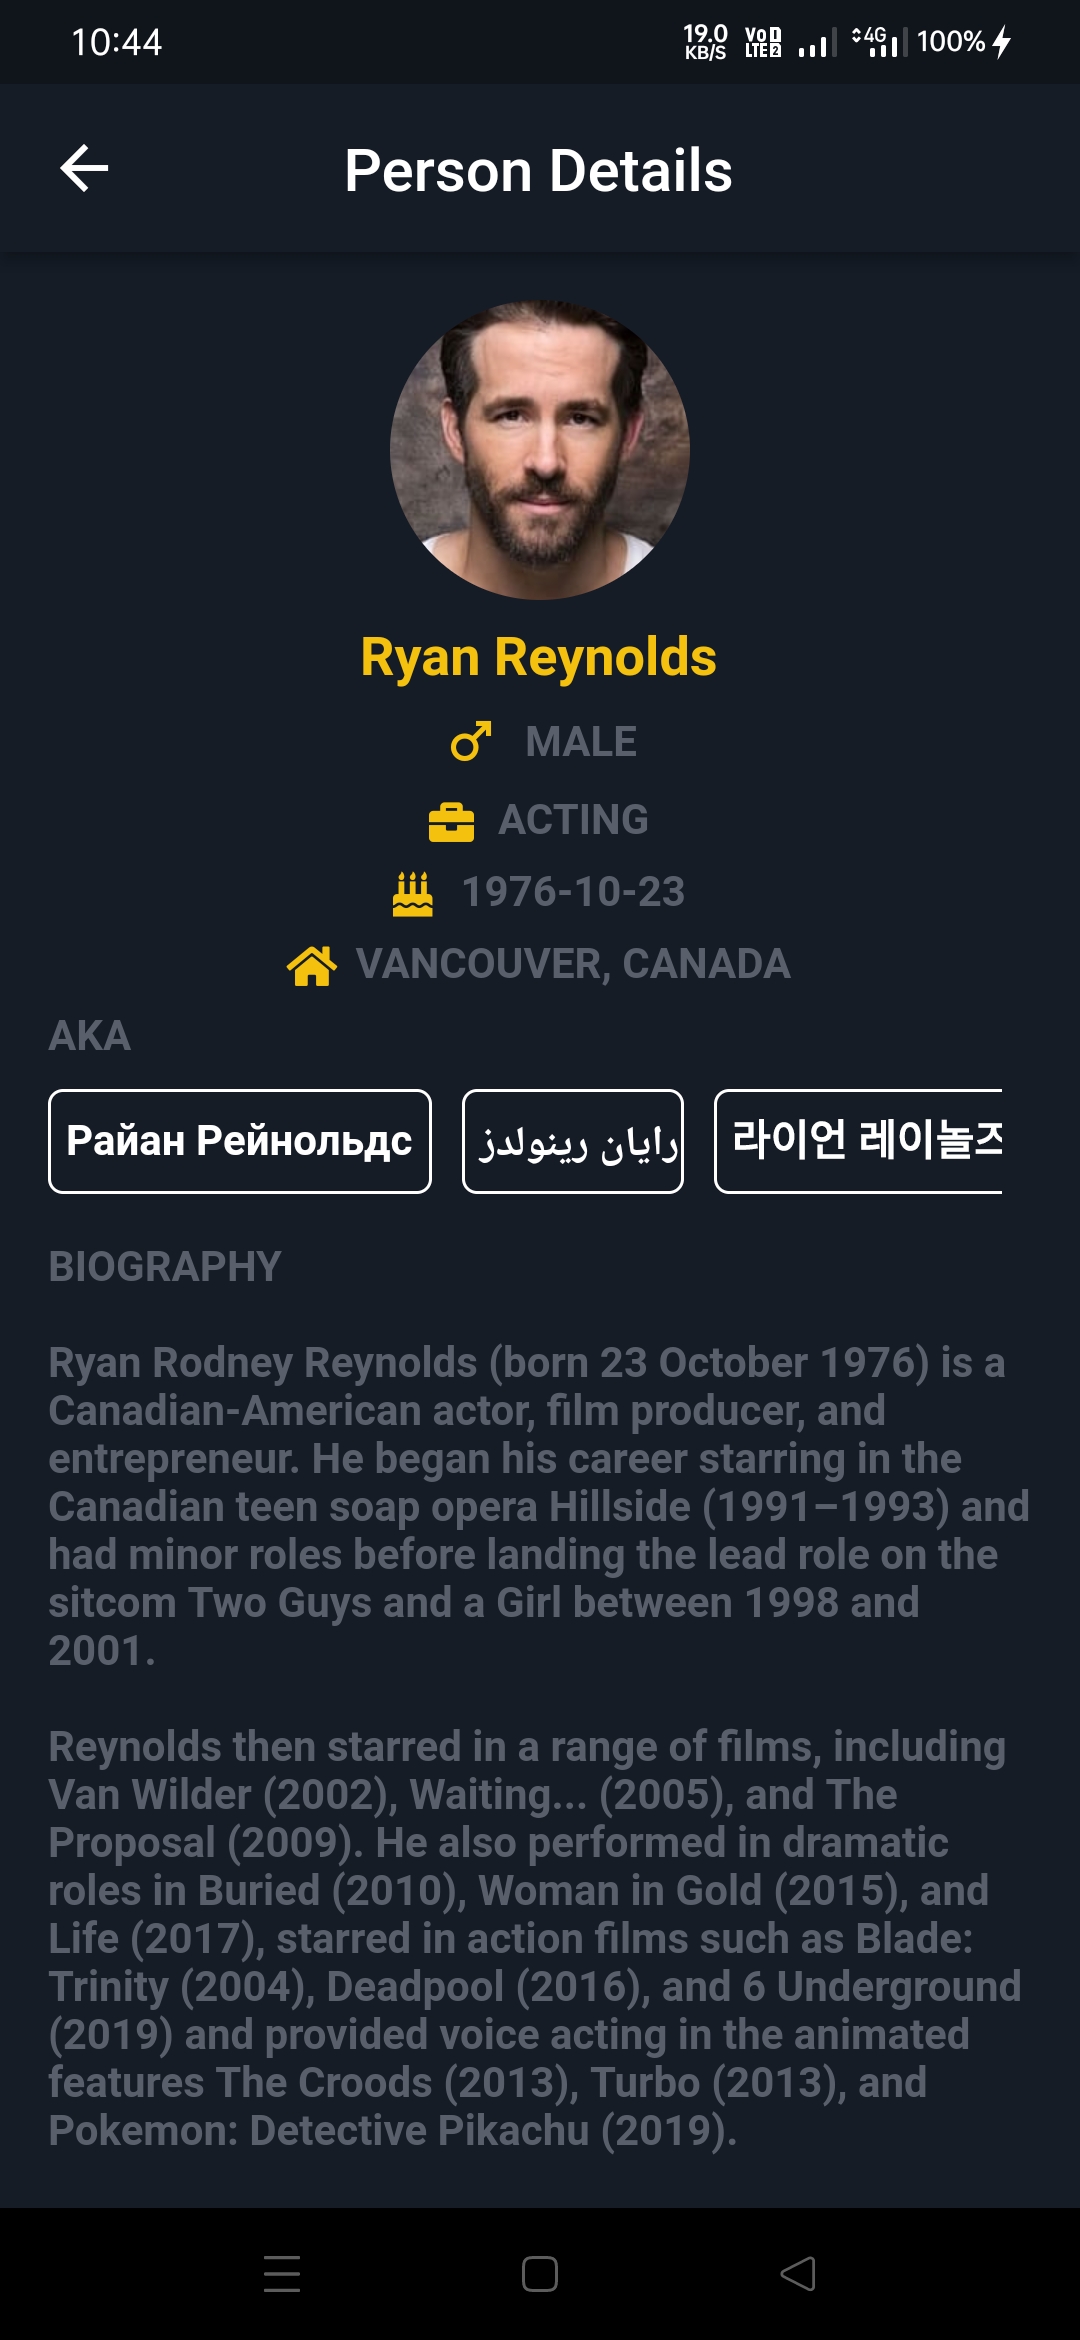 10:44
19.0 KB/S Vo 1 LTE 2 4G 100%
Person Details
Ryan Reynolds
MALE
ACTING
1976-10-23
VANCOUVER, CANADA
AKA
Райан Рейнольдс
رایان رینولدز
라이언 레이놀즈
BIOGRAPHY
Ryan Rodney Reynolds (born 23 October 1976) is a
Canadian-American actor, film producer, and
entrepreneur. He began his career starring in the
Canadian teen soap opera Hillside (1991–1993) and
had minor roles before landing the lead role on the
sitcom Two Guys and a Girl between 1998 and
2001.
Reynolds then starred in a range of films, including
Van Wilder (2002), Waiting... (2005), and The
Proposal (2009). He also performed in dramatic
roles in Buried (2010), Woman in Gold (2015), and
Life (2017), starred in action films such as Blade:
Trinity (2004), Deadpool (2016), and 6 Underground
(2019) and provided voice acting in the animated
features The Croods (2013), Turbo (2013), and
Pokemon: Detective Pikachu (2019).